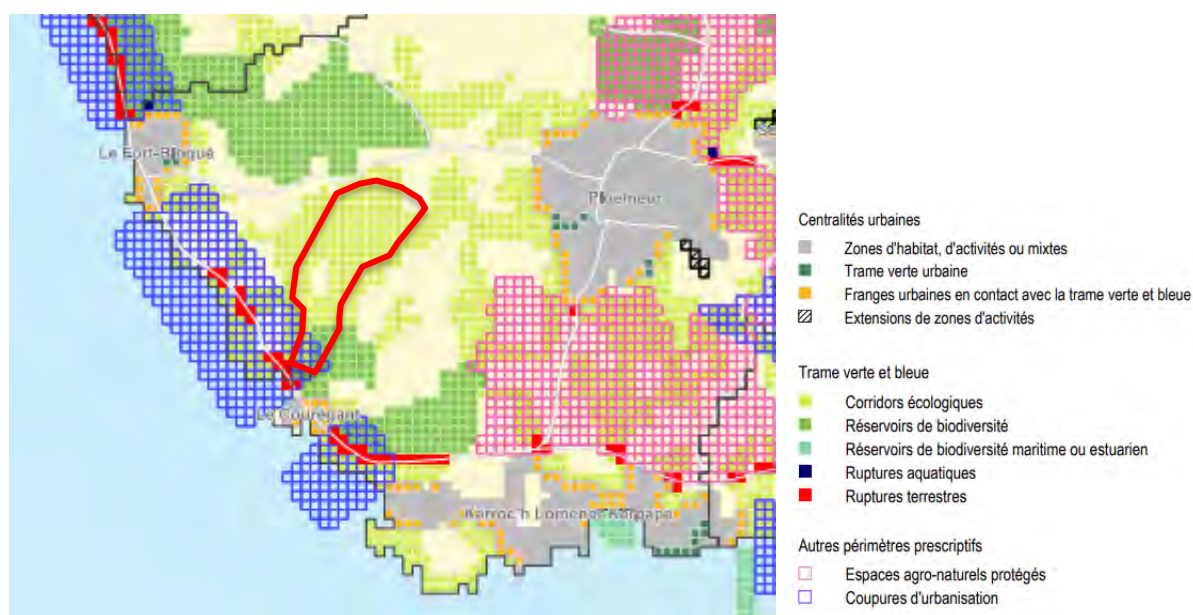 Le Fort-Bloqué
Ploemeur
Le Courégant
Kerroc'h Lomener Kerpape
Centralités urbaines
Zones d'habitat, d'activités ou mixtes
Trame verte urbaine
Franges urbaines en contact avec la trame verte et bleue
Extensions de zones d'activités
Trame verte et bleue
Corridors écologiques
Réservoirs de biodiversité
Réservoirs de biodiversité maritime ou estuarien
Ruptures aquatiques
Ruptures terrestres
Autres périmètres prescriptifs
Espaces agro-naturels protégés
Coupures d'urbanisation